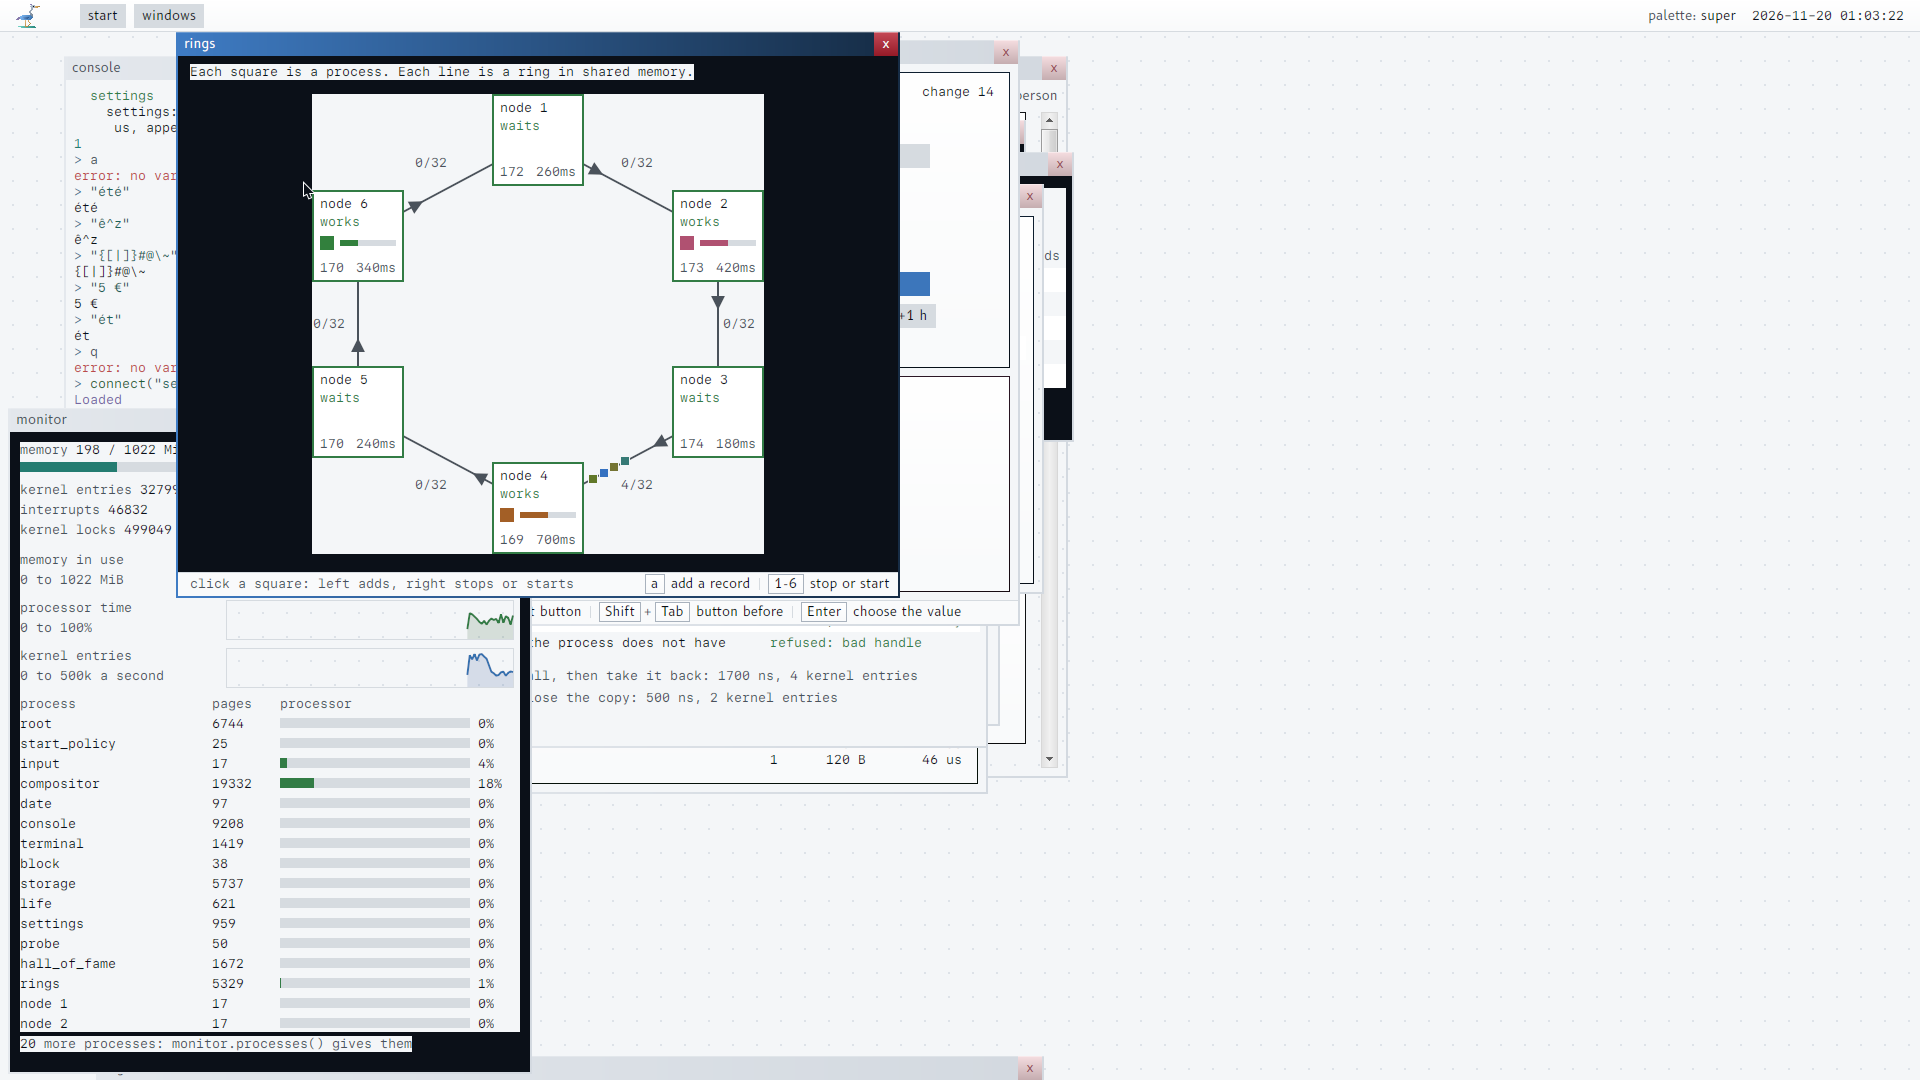 start
windows
palette: super 2026-11-20 01:03:22
rings
x
Each square is a process. Each line is a ring in shared memory.
node 1
waits
172 260ms
0/32
0/32
node 6
works
170 340ms
node 2
works
173 420ms
0/32
0/32
node 5
waits
170 240ms
node 3
waits
174 180ms
node 4
works
169 700ms
0/32
4/32
click a square: left adds, right stops or starts
a add a record
1-6 stop or start
console
settings
settings:
us, appe
1
> a
error: no var
> "été"
été
> "ê^z"
ê^z
> "{[|]}#@\~"
{[|]}#@\~
> "5 €"
5 €
> "ét"
ét
> q
error: no var
> connect("se
Loaded
monitor
memory 198 / 1022 Mi
kernel entries 32799
interrupts 46832
kernel locks 499049
memory in use
0 to 1022 MiB
processor time
0 to 100%
kernel entries
0 to 500k a second
process pages processor
root 6744 0%
start_policy 25 0%
input 17 4%
compositor 19332 18%
date 97 0%
console 9208 0%
terminal 1419 0%
block 38 0%
storage 5737 0%
life 621 0%
settings 959 0%
probe 50 0%
hall_of_fame 1672 0%
rings 5329 1%
node 1 17 0%
node 2 17 0%
20 more processes: monitor.processes() gives them
x
change 14
+1 h
t button
Shift + Tab button before
Enter choose the value
x
erson
x
ds
x
the process does not have refused: bad handle
all, then take it back: 1700 ns, 4 kernel entries
lose the copy: 500 ns, 2 kernel entries
1 120 B 46 us
x